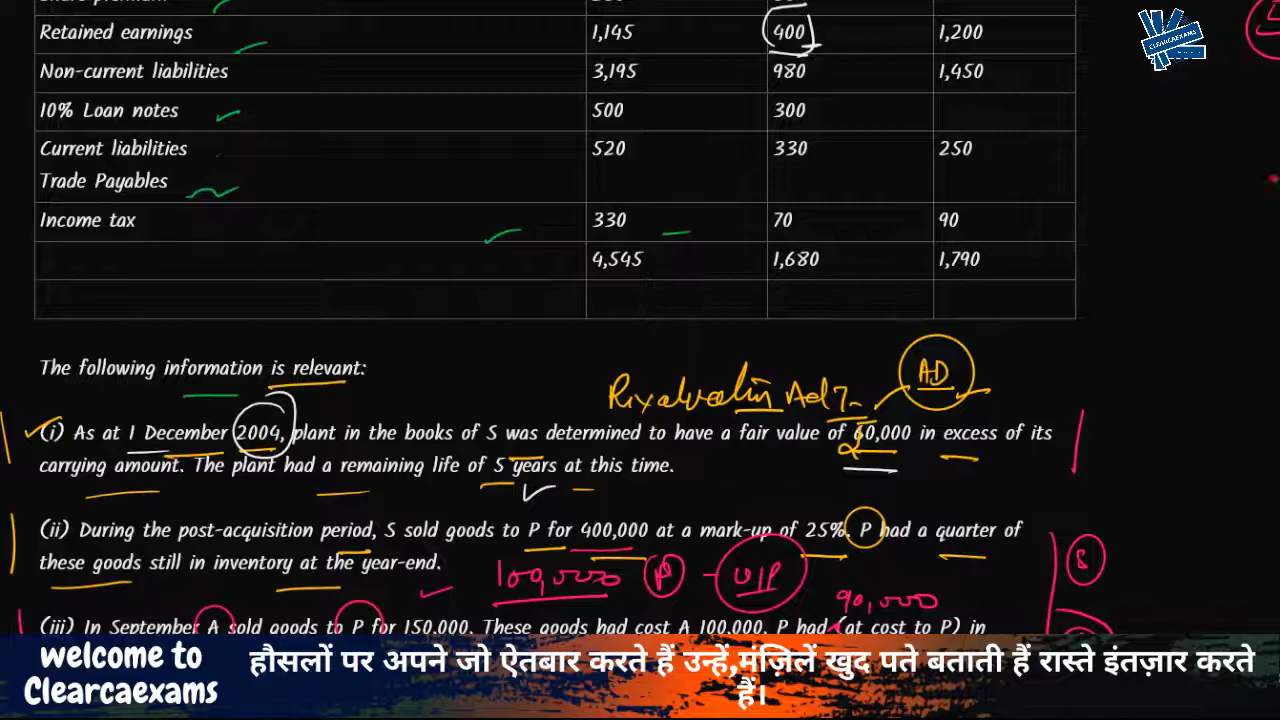 Retained earnings 1,145 400 1,200
Non-current liabilities 3,195 980 1,450
10% Loan notes 500 300
Current liabilities 520 330 250
Trade Payables
Income tax 330 70 90
4,545 1,680 1,790
CLEARCAEXAMS
The following information is relevant:
AD
(i) As at 1 December 2004, plant in the books of S was determined to have a fair value of 60,000 in excess of its
carrying amount. The plant had a remaining life of 5 years at this time.
(ii) During the post-acquisition period, S sold goods to P for 400,000 at a mark-up of 25%. P had a quarter of
these goods still in inventory at the year-end.
100,000 P - UIP
S
90,000
(iii) In September A sold goods to P for 150,000. These goods had cost A 100,000. P had (at cost to P) in
welcome to
Clearcaexams
हौसलों पर अपने जो ऐतबार करते हैं उन्हें,मंज़िलें खुद पते बताती हैं रास्ते इंतज़ार करते
हैं।